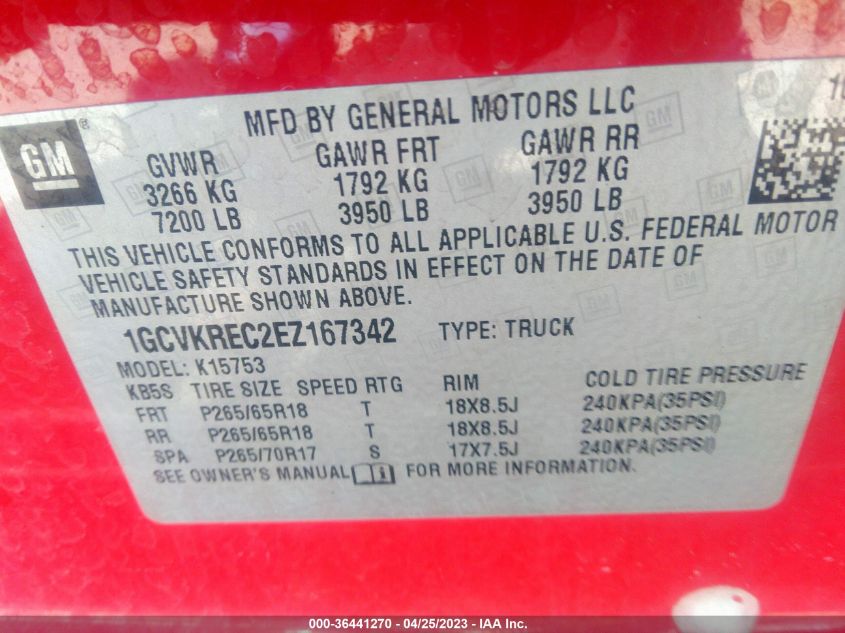 MFD BY GENERAL MOTORS LLC
GM®
GVWR GAWR FRT GAWR RR
3266 KG 1792 KG 1792 KG
7200 LB 3950 LB 3950 LB
THIS VEHICLE CONFORMS TO ALL APPLICABLE U.S. FEDERAL MOTOR
VEHICLE SAFETY STANDARDS IN EFFECT ON THE DATE OF
MANUFACTURE SHOWN ABOVE.
1GCVKREC2EZ167342 TYPE: TRUCK
MODEL: K15753
KB5S TIRE SIZE SPEED RTG RIM COLD TIRE PRESSURE
FRT P265/65R18 T 18X8.5J 240KPA(35PSI)
RR P265/65R18 T 18X8.5J 240KPA(35PSI)
SPA P265/70R17 S 17X7.5J 240KPA(35PSI)
SEE OWNER'S MANUAL FOR MORE INFORMATION.
000-36441270 - 04/25/2023 - IAA Inc.